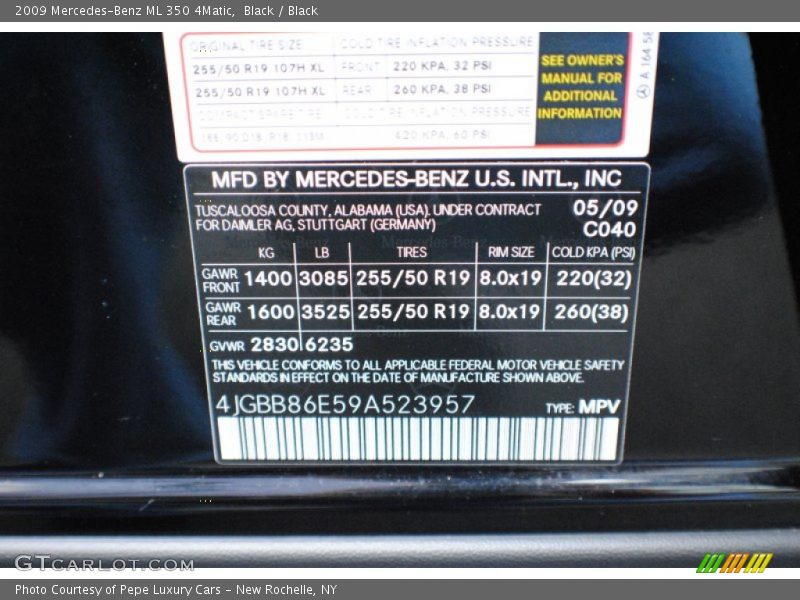 2009 Mercedes-Benz ML 350 4Matic, Black / Black
ORIGINAL TIRE SIZE COLD TIRE INFLATION PRESSURE
255/50 R19 107H XL FRONT 220 KPA, 32 PSI
255/50 R19 107H XL REAR 260 KPA, 38 PSI
COMPACT SPARE TIRE COLD TIRE INFLATION PRESSURE
420 KPA, 60 PSI
SEE OWNER'S
MANUAL FOR
ADDITIONAL
INFORMATION
A 164 58
MFD BY MERCEDES-BENZ U.S. INTL., INC
TUSCALOOSA COUNTY, ALABAMA (USA). UNDER CONTRACT 05/09
FOR DAIMLER AG, STUTTGART (GERMANY) C040
KG LB TIRES RIM SIZE COLD KPA (PSI)
GAWR FRONT 1400 3085 255/50 R19 8.0x19 220(32)
GAWR REAR 1600 3525 255/50 R19 8.0x19 260(38)
GVWR 2830 6235
THIS VEHICLE CONFORMS TO ALL APPLICABLE FEDERAL MOTOR VEHICLE SAFETY
STANDARDS IN EFFECT ON THE DATE OF MANUFACTURE SHOWN ABOVE.
4JGBB86E59A523957 TYPE: MPV
GTCARLOT.COM
Photo Courtesy of Pepe Luxury Cars - New Rochelle, NY